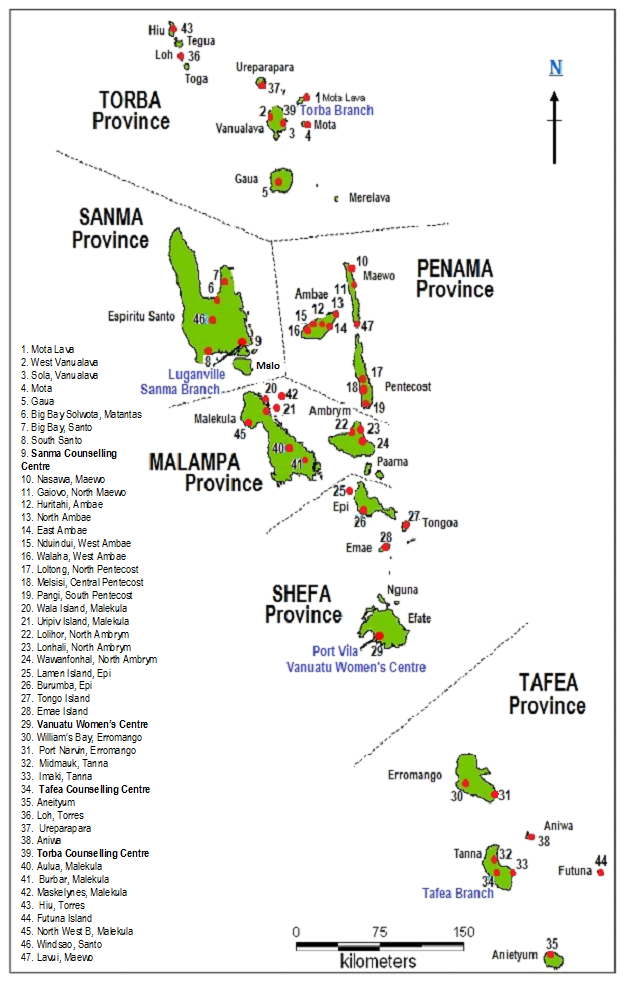 Hiu
43
Tegua
Loh
36
Toga
Ureparapara
37
1
Mota Lava
TORBA
Province
2
39
Torba Branch
Vanualava
3
4
Mota
N
Gaua
5
Merelava
SANMA
Province
PENAMA
Province
10
Maewo
7
11
6
Ambae
13
12
Espiritu Santo
46
15
16
14
47
9
8
Malo
Luganville
Sanma Branch
17
18
Pentecost
19
20
42
21
Ambrym
Malekula
22
23
45
24
40
41
MALAMPA
Province
Paama
25
Epi
26
27
Tongoa
28
Emae
SHEFA
Province
Nguna
Efate
Port Vila
29
Vanuatu Women's Centre
TAFEA
Province
Erromango
30
31
Aniwa
38
Tanna
32
33
34
Futuna
44
Tafea Branch
35
Anietyum
0
75
150
kilometers
1. Mota Lava
2. West Vanualava
3. Sola, Vanualava
4. Mota
5. Gaua
6. Big Bay Solwota, Matantas
7. Big Bay, Santo
8. South Santo
9. Sanma Counselling
Centre
10. Nasawa, Maewo
11. Gaiovo, North Maewo
12. Huritahi, Ambae
13. North Ambae
14. East Ambae
15. Nduindui, West Ambae
16. Walaha, West Ambae
17. Loltong, North Pentecost
18. Melsisi, Central Pentecost
19. Pangi, South Pentecost
20. Wala Island, Malekula
21. Uripiv Island, Malekula
22. Lolihor, North Ambrym
23. Lonhali, North Ambrym
24. Wawanfonhal, North Ambrym
25. Lamen Island, Epi
26. Burumba, Epi
27. Tongo Island
28. Emae Island
29. Vanuatu Women's Centre
30. William's Bay, Erromango
31. Port Narvin, Erromango
32. Midmauk, Tanna
33. Imaki, Tanna
34. Tafea Counselling Centre
35. Aneityum
36. Loh, Torres
37. Ureparapara
38. Aniwa
39. Torba Counselling Centre
40. Aulua, Malekula
41. Burbar, Malekula
42. Maskelynes, Malekula
43. Hiu, Torres
44. Futuna Island
45. North West B, Malekula
46. Windsao, Santo
47. Lavui, Maewo